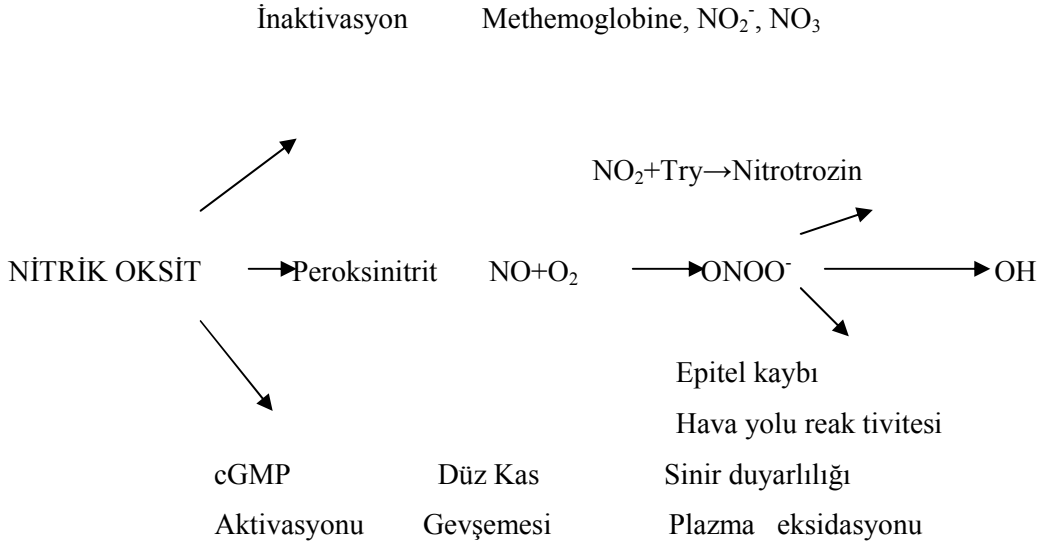 İnaktivasyon Methemoglobine, NO₂⁻, NO₃
NO₂+Try→Nitrotrozin
NİTRİK OKSİT Peroksinitrit NO+O₂ ONOO⁻ OH
Epitel kaybı
Hava yolu reak tivitesi
cGMP Düz Kas Sinir duyarlılığı
Aktivasyonu Gevşemesi Plazma eksidasyonu